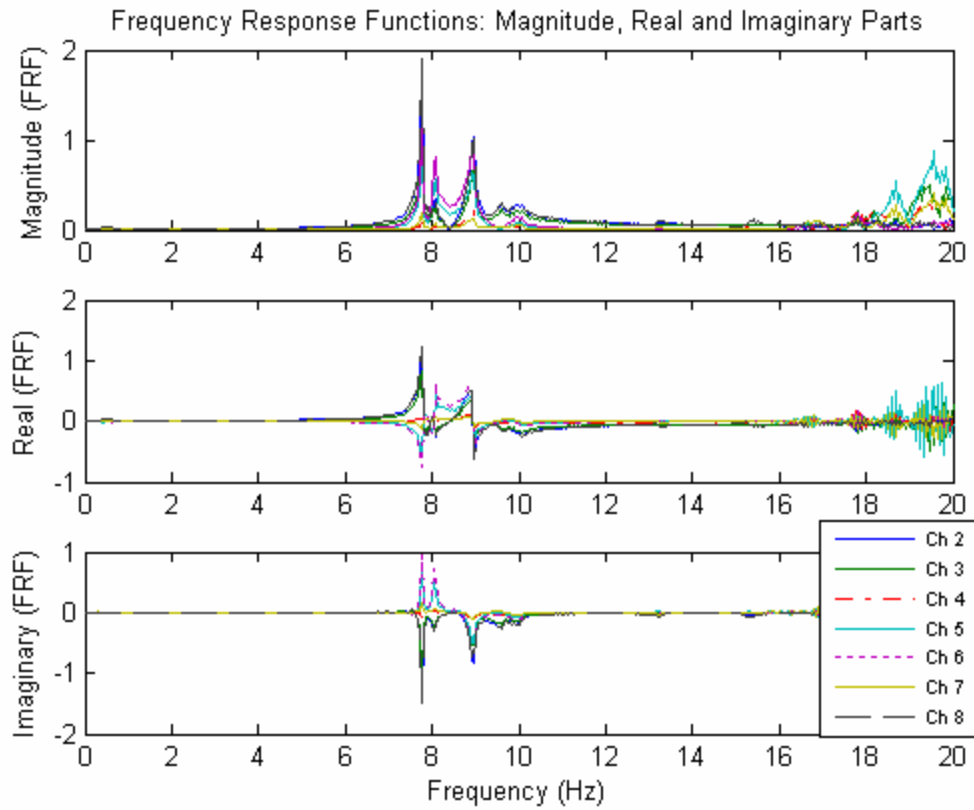 Frequency Response Functions: Magnitude, Real and Imaginary Parts
Magnitude (FRF)
2
1
0
0 2 4 6 8 10 12 14 16 18 20
Real (FRF)
2
1
0
-1
0 2 4 6 8 10 12 14 16 18 20
Imaginary (FRF)
1
0
-1
-2
0 2 4 6 8 10 12 14 16 18 20
Frequency (Hz)
Ch 2
Ch 3
Ch 4
Ch 5
Ch 6
Ch 7
Ch 8